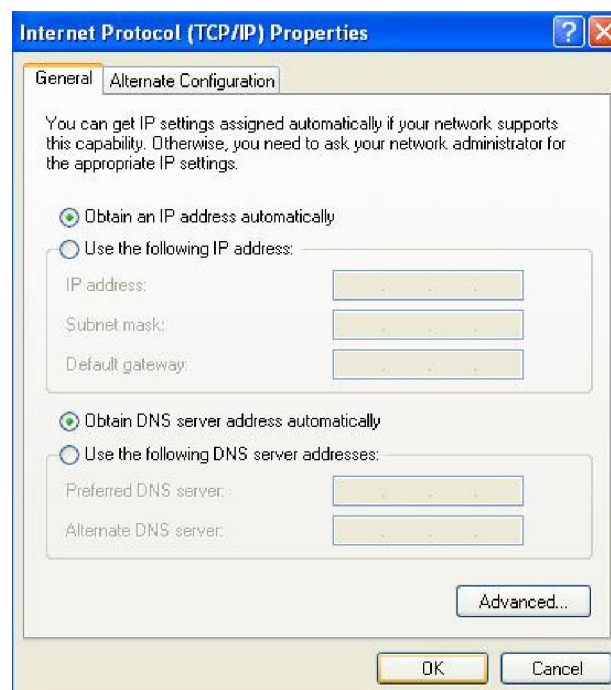 Internet Protocol (TCP/IP) Properties
General
Alternate Configuration
You can get IP settings assigned automatically if your network supports
this capability. Otherwise, you need to ask your network administrator for
the appropriate IP settings.
Obtain an IP address automatically
Use the following IP address:
IP address:
Subnet mask:
Default gateway:
Obtain DNS server address automatically
Use the following DNS server addresses:
Preferred DNS server:
Alternate DNS server:
Advanced...
OK
Cancel